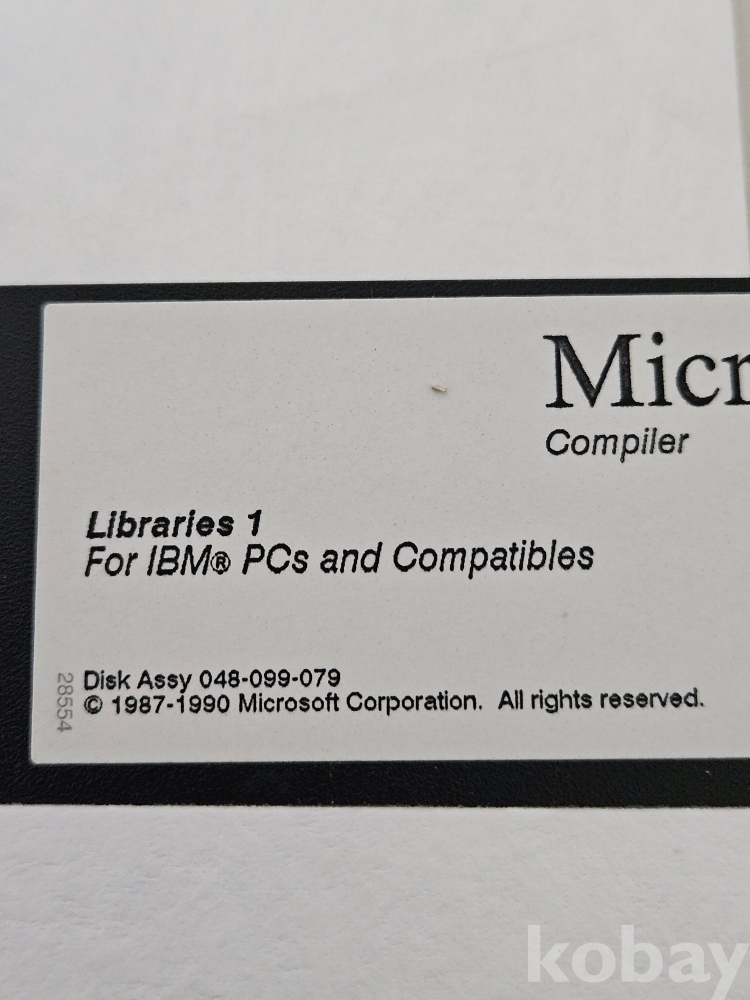 Micr
Compiler
Libraries 1
For IBM® PCs and Compatibles
28554
Disk Assy 048-099-079
© 1987-1990 Microsoft Corporation. All rights reserved.
kobay